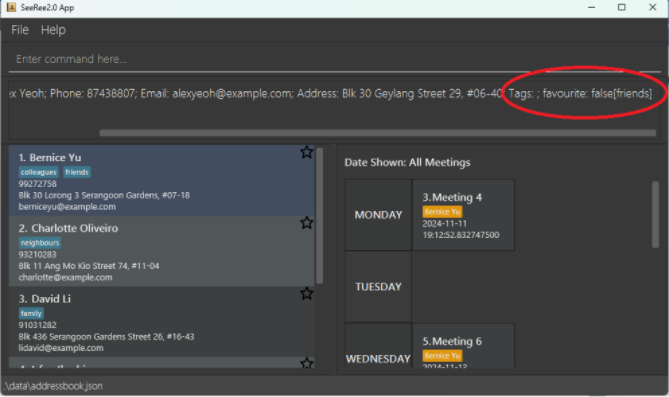 SeeRee2.0 App
File Help
Enter command here...
ex Yeoh; Phone: 87438807; Email: alexyeoh@example.com; Address: Blk 30 Geylang Street 29, #06-40; Tags: ; favourite: false[friends]
1. Bernice Yu
colleagues friends
99272758
Blk 30 Lorong 3 Serangoon Gardens, #07-18
berniceyu@example.com
2. Charlotte Oliveiro
neighbours
93210283
Blk 11 Ang Mo Kio Street 74, #11-04
charlotte@example.com
3. David Li
family
91031282
Blk 436 Serangoon Gardens Street 26, #16-43
lidavid@example.com
Date Shown: All Meetings
MONDAY
3.Meeting 4
Bernice Yu
2024-11-11
19:12:52.832747500
TUESDAY
WEDNESDAY
5.Meeting 6
Bernice Yu
2024-11-13
.\data\addressbook.json